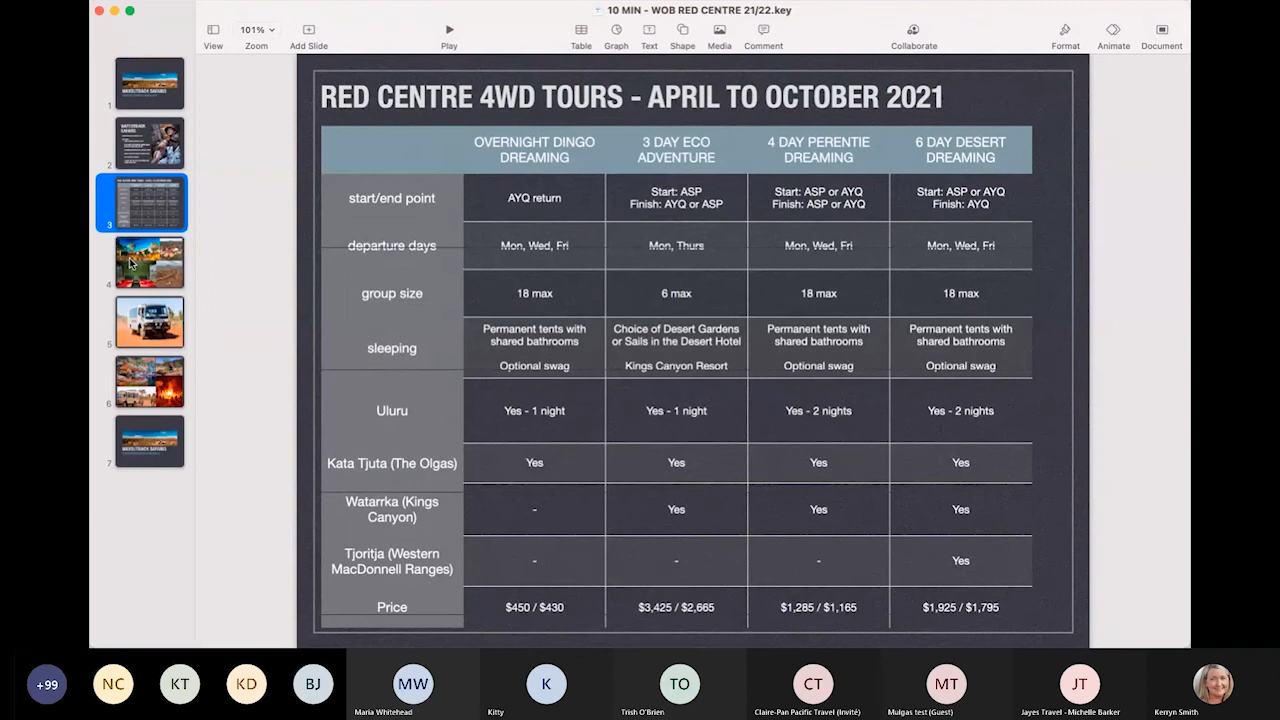 10 MIN - WOB RED CENTRE 21/22.key
101%
View
Zoom
Add Slide
Play
Table
Graph
Text
Shape
Media
Comment
Collaborate
Format
Animate
Document
1
2
3
4
5
6
7
RED CENTRE 4WD TOURS - APRIL TO OCTOBER 2021
OVERNIGHT DINGO
DREAMING
3 DAY ECO
ADVENTURE
4 DAY PERENTIE
DREAMING
6 DAY DESERT
DREAMING
start/end point
AYQ return
Start: ASP
Finish: AYQ or ASP
Start: ASP or AYQ
Finish: ASP or AYQ
Start: ASP or AYQ
Finish: AYQ
departure days
Mon, Wed, Fri
Mon, Thurs
Mon, Wed, Fri
Mon, Wed, Fri
group size
18 max
6 max
18 max
18 max
sleeping
Permanent tents with
shared bathrooms
Optional swag
Choice of Desert Gardens
or Sails in the Desert Hotel
Kings Canyon Resort
Permanent tents with
shared bathrooms
Optional swag
Permanent tents with
shared bathrooms
Optional swag
Uluru
Yes - 1 night
Yes - 1 night
Yes - 2 nights
Yes - 2 nights
Kata Tjuta (The Olgas)
Yes
Yes
Yes
Yes
Watarrka (Kings
Canyon)
-
Yes
Yes
Yes
Tjoritja (Western
MacDonnell Ranges)
-
-
-
Yes
Price
$450 / $430
$3,425 / $2,665
$1,285 / $1,165
$1,925 / $1,795
+99
NC
KT
KD
BJ
MW
K
TO
CT
MT
JT
Maria Whitehead
Kitty
Trish O'Brien
Claire-Pan Pacific Travel (Invité)
Mulgas test (Guest)
Jayes Travel - Michelle Barker
Kerryn Smith